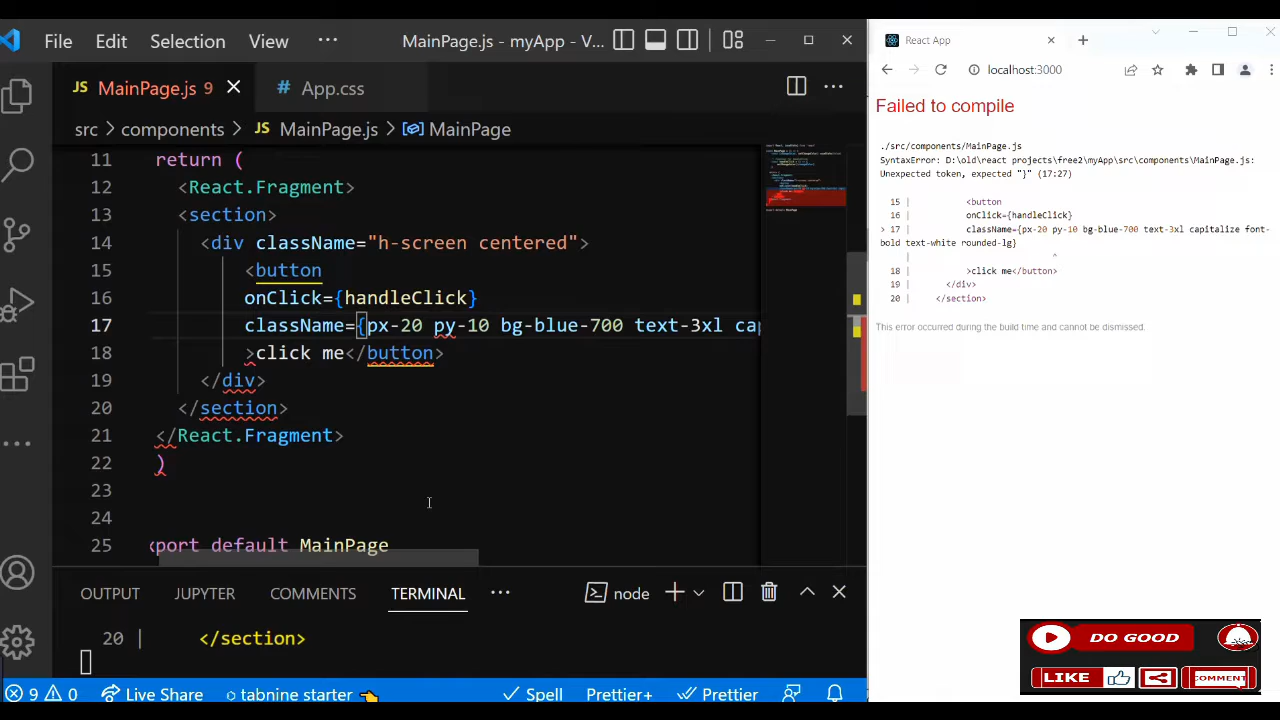 File Edit Selection View ··· MainPage.js - myApp - V...
JS MainPage.js 9 # App.css
src > components > JS MainPage.js > MainPage
11 return (
12 <React.Fragment>
13 <section>
14 <div className="h-screen centered">
15 <button
16 onClick={handleClick}
17 className={px-20 py-10 bg-blue-700 text-3xl cap
18 >click me</button>
19 </div>
20 </section>
21 </React.Fragment>
22 )
23
24
25 port default MainPage
OUTPUT JUPYTER COMMENTS TERMINAL ··· node
20 | </section>
9 0 Live Share tabnine starter Spell Prettier+ Prettier
React App
localhost:3000
Failed to compile
./src/components/MainPage.js
SyntaxError: D:\old\react projects\free2\myApp\src\components\MainPage.js:
Unexpected token, expected "}" (17:27)
15 | <button
16 | onClick={handleClick}
> 17 | className={px-20 py-10 bg-blue-700 text-3xl capitalize font-
bold text-white rounded-lg}
| ^
18 | >click me</button>
19 | </div>
20 | </section>
This error occurred during the build time and cannot be dismissed.
DO GOOD
LIKE COMMENT